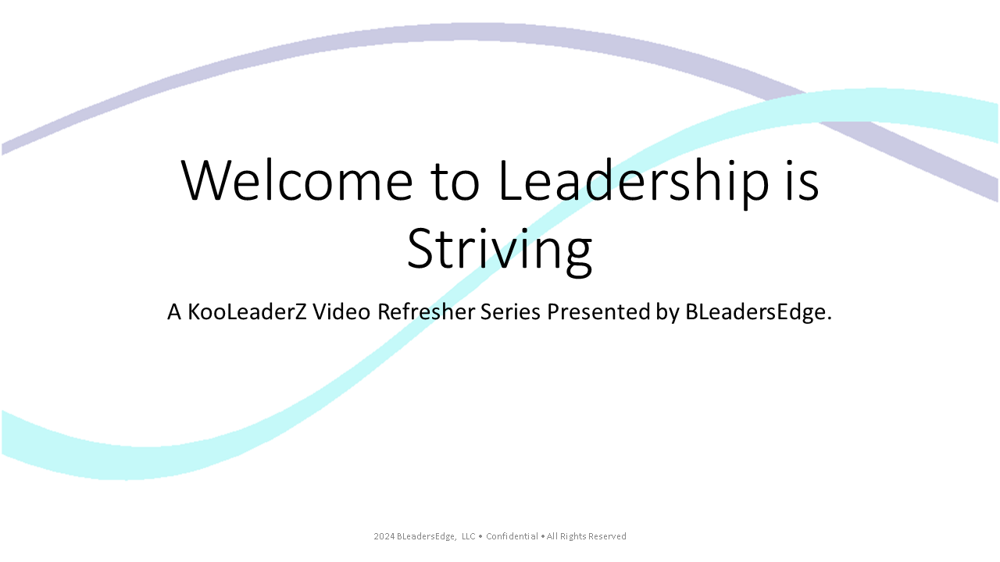 Welcome to Leadership is
Striving
A KooLeaderZ Video Refresher Series Presented by BLeadersEdge.
2024 BLeadersEdge, LLC • Confidential • All Rights Reserved